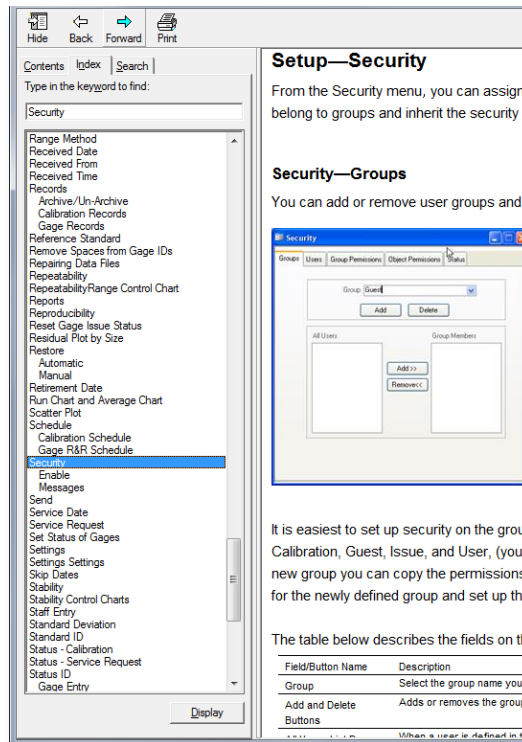 Hide Back Forward Print
Contents Index Search
Type in the keyword to find:
Security
Range Method
Received Date
Received From
Received Time
Records
Archive/Un-Archive
Calibration Records
Gage Records
Reference Standard
Remove Spaces from Gage IDs
Repairing Data Files
Repeatability
RepeatabilityRange Control Chart
Reports
Reproducibility
Reset Gage Issue Status
Residual Plot by Size
Restore
Automatic
Manual
Retirement Date
Run Chart and Average Chart
Scatter Plot
Schedule
Calibration Schedule
Gage R&R Schedule
Security
Enable
Messages
Send
Service Date
Service Request
Set Status of Gages
Settings
Settings Settings
Skip Dates
Stability
Stability Control Charts
Staff Entry
Standard Deviation
Standard ID
Status - Calibration
Status - Service Request
Status ID
Gage Entry
Display
Setup—Security
From the Security menu, you can assign
belong to groups and inherit the security
Security—Groups
You can add or remove user groups and
Security
Groups Users Group Permissions Object Permissions Status
Group Guest
Add Delete
All Users Group Members
Add >>
Remove<<
It is easiest to set up security on the grou
Calibration, Guest, Issue, and User, (you
new group you can copy the permissions
for the newly defined group and set up th
The table below describes the fields on th
Field/Button Name Description
Group Select the group name you
Add and Delete Adds or removes the group
Buttons
When a user is defined in